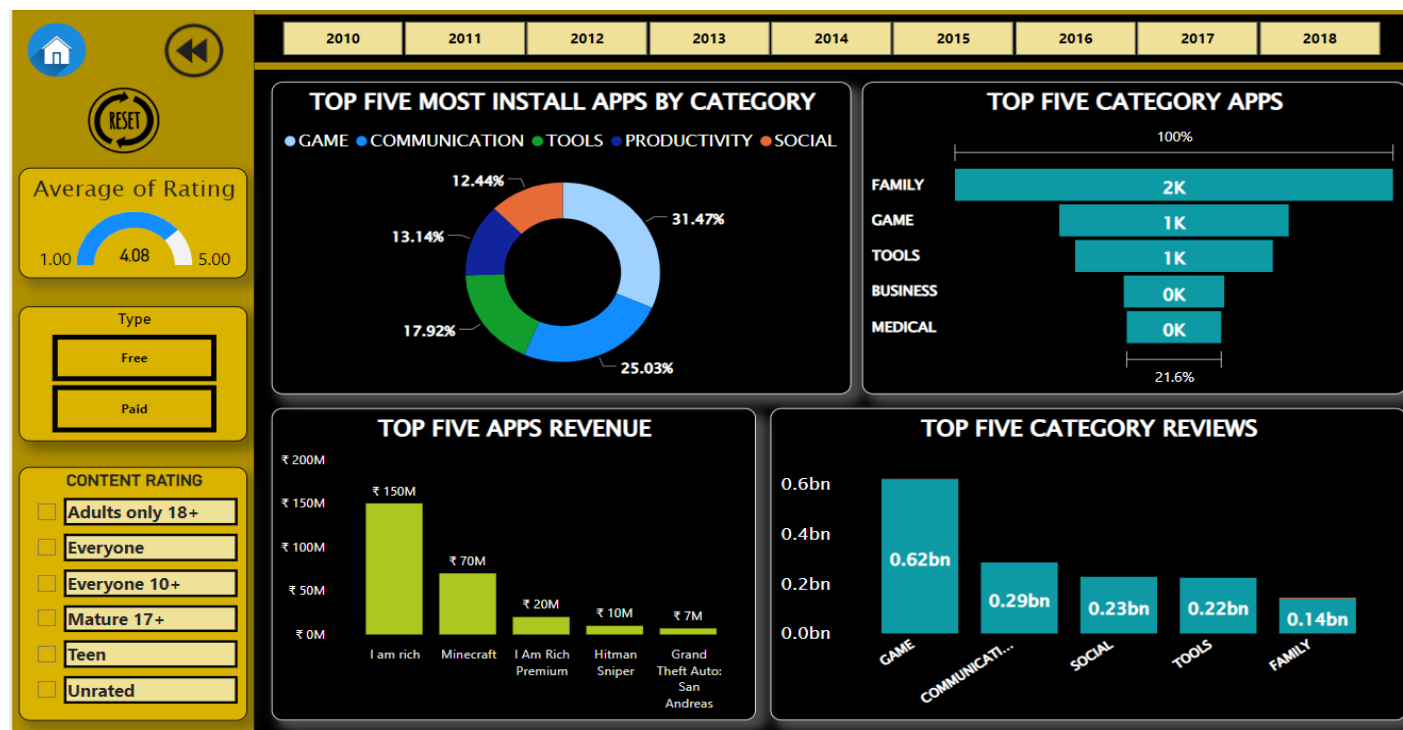 2010 2011 2012 2013 2014 2015 2016 2017 2018
RESET
Average of Rating
1.00 4.08 5.00
Type
Free
Paid
CONTENT RATING
Adults only 18+
Everyone
Everyone 10+
Mature 17+
Teen
Unrated
TOP FIVE MOST INSTALL APPS BY CATEGORY
GAME COMMUNICATION TOOLS PRODUCTIVITY SOCIAL
12.44%
31.47%
13.14%
17.92%
25.03%
TOP FIVE CATEGORY APPS
100%
FAMILY 2K
GAME 1K
TOOLS 1K
BUSINESS 0K
MEDICAL 0K
21.6%
TOP FIVE APPS REVENUE
₹ 200M
₹ 150M
₹ 100M
₹ 50M
₹ 0M
₹ 150M
₹ 70M
₹ 20M
₹ 10M
₹ 7M
I am rich
Minecraft
I Am Rich
Premium
Hitman
Sniper
Grand
Theft Auto:
San
Andreas
TOP FIVE CATEGORY REVIEWS
0.6bn
0.4bn
0.2bn
0.0bn
0.62bn
0.29bn
0.23bn
0.22bn
0.14bn
GAME
COMMUNICATI...
SOCIAL
TOOLS
FAMILY